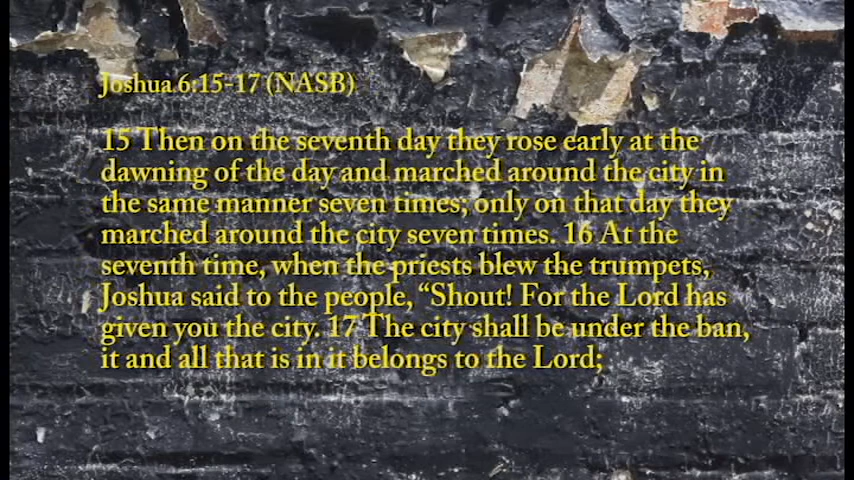 Joshua 6:15-17 (NASB)
15 Then on the seventh day they rose early at the
dawning of the day and marched around the city in
the same manner seven times; only on that day they
marched around the city seven times. 16 At the
seventh time, when the priests blew the trumpets,
Joshua said to the people, “Shout! For the Lord has
given you the city. 17 The city shall be under the ban,
it and all that is in it belongs to the Lord;